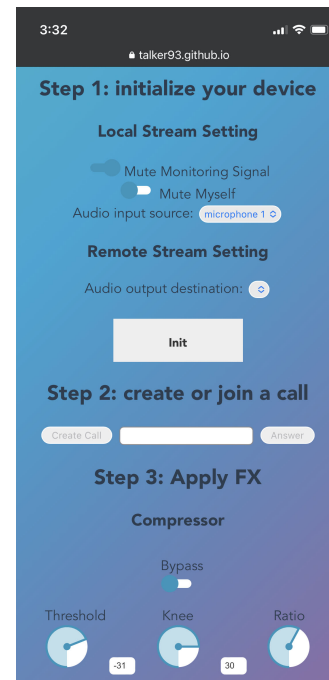 3:32
talker93.github.io
Step 1: initialize your device
Local Stream Setting
Mute Monitoring Signal
Mute Myself
Audio input source: microphone 1
Remote Stream Setting
Audio output destination:
Init
Step 2: create or join a call
Create Call Answer
Step 3: Apply FX
Compressor
Bypass
Threshold Knee Ratio
-31 30